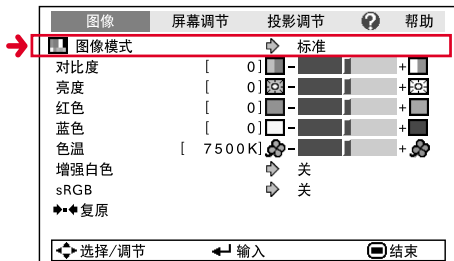 图像 屏幕调节 投影调节 ? 帮助
图像模式 标准
对比度 [ 0] - +
亮度 [ 0] - +
红色 [ 0] - +
蓝色 [ 0] - +
色温 [ 7500K] - +
增强白色 关
sRGB 关
复原
选择/调节 输入 结束